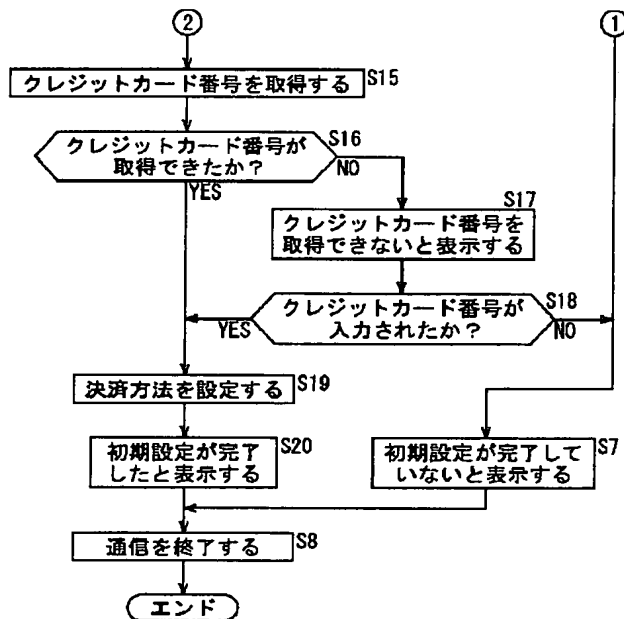 ②
①
クレジットカード番号を取得する
S15
クレジットカード番号が
取得できたか？
S16
YES
NO
S17
クレジットカード番号を
取得できないと表示する
クレジットカード番号が
入力されたか？
S18
YES
NO
決済方法を設定する
S19
初期設定が完了
したと表示する
S20
初期設定が完了して
いないと表示する
S7
通信を終了する
S8
エンド